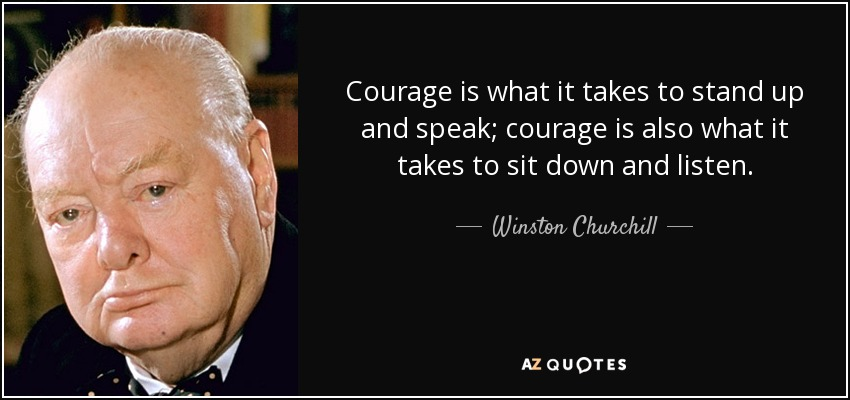 Courage is what it takes to stand up
and speak; courage is also what it
takes to sit down and listen.
— Winston Churchill —
AZ QUOTES